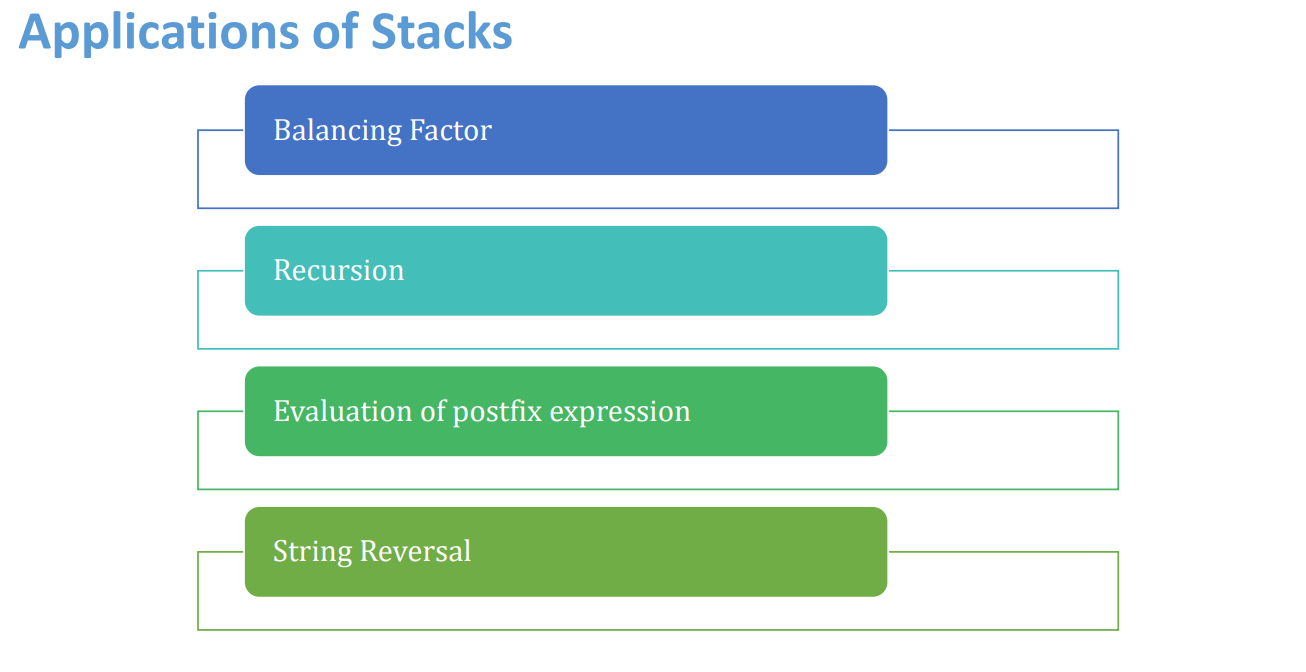 Applications of Stacks
Balancing Factor
Recursion
Evaluation of postfix expression
String Reversal